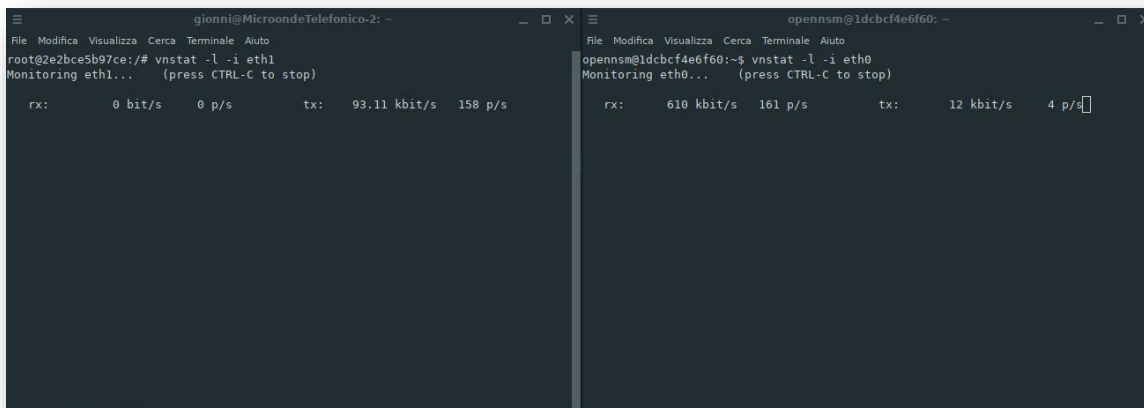 gionni@MicroondeTelefonico-2: ~
File Modifica Visualizza Cerca Terminale Aiuto
root@2e2bce5b97ce:/# vnstat -l -i eth1
Monitoring eth1... (press CTRL-C to stop)
rx: 0 bit/s 0 p/s tx: 93.11 kbit/s 158 p/s
opennsm@1dcbcf4e6f60: ~
File Modifica Visualizza Cerca Terminale Aiuto
opennsm@1dcbcf4e6f60:~$ vnstat -l -i eth0
Monitoring eth0... (press CTRL-C to stop)
rx: 610 kbit/s 161 p/s tx: 12 kbit/s 4 p/s